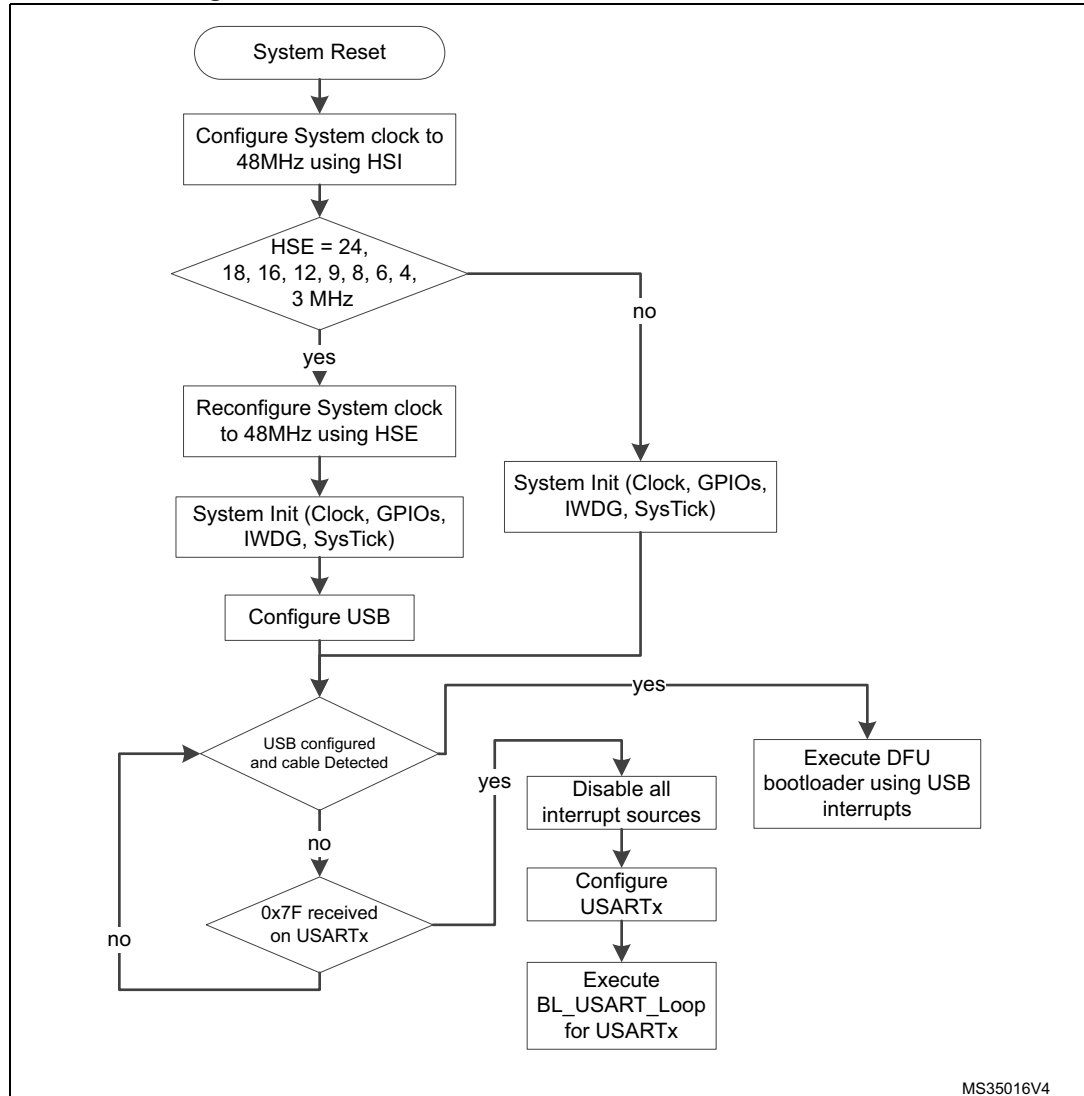 System Reset
Configure System clock to
48MHz using HSI
HSE = 24,
18, 16, 12, 9, 8, 6, 4,
3 MHz
no
yes
Reconfigure System clock
to 48MHz using HSE
System Init (Clock, GPIOs,
IWDG, SysTick)
System Init (Clock, GPIOs,
IWDG, SysTick)
Configure USB
yes
USB configured
and cable Detected
Execute DFU
bootloader using USB
interrupts
yes
Disable all
interrupt sources
no
Configure
USARTx
0x7F received
on USARTx
no
Execute
BL_USART_Loop
for USARTx
MS35016V4